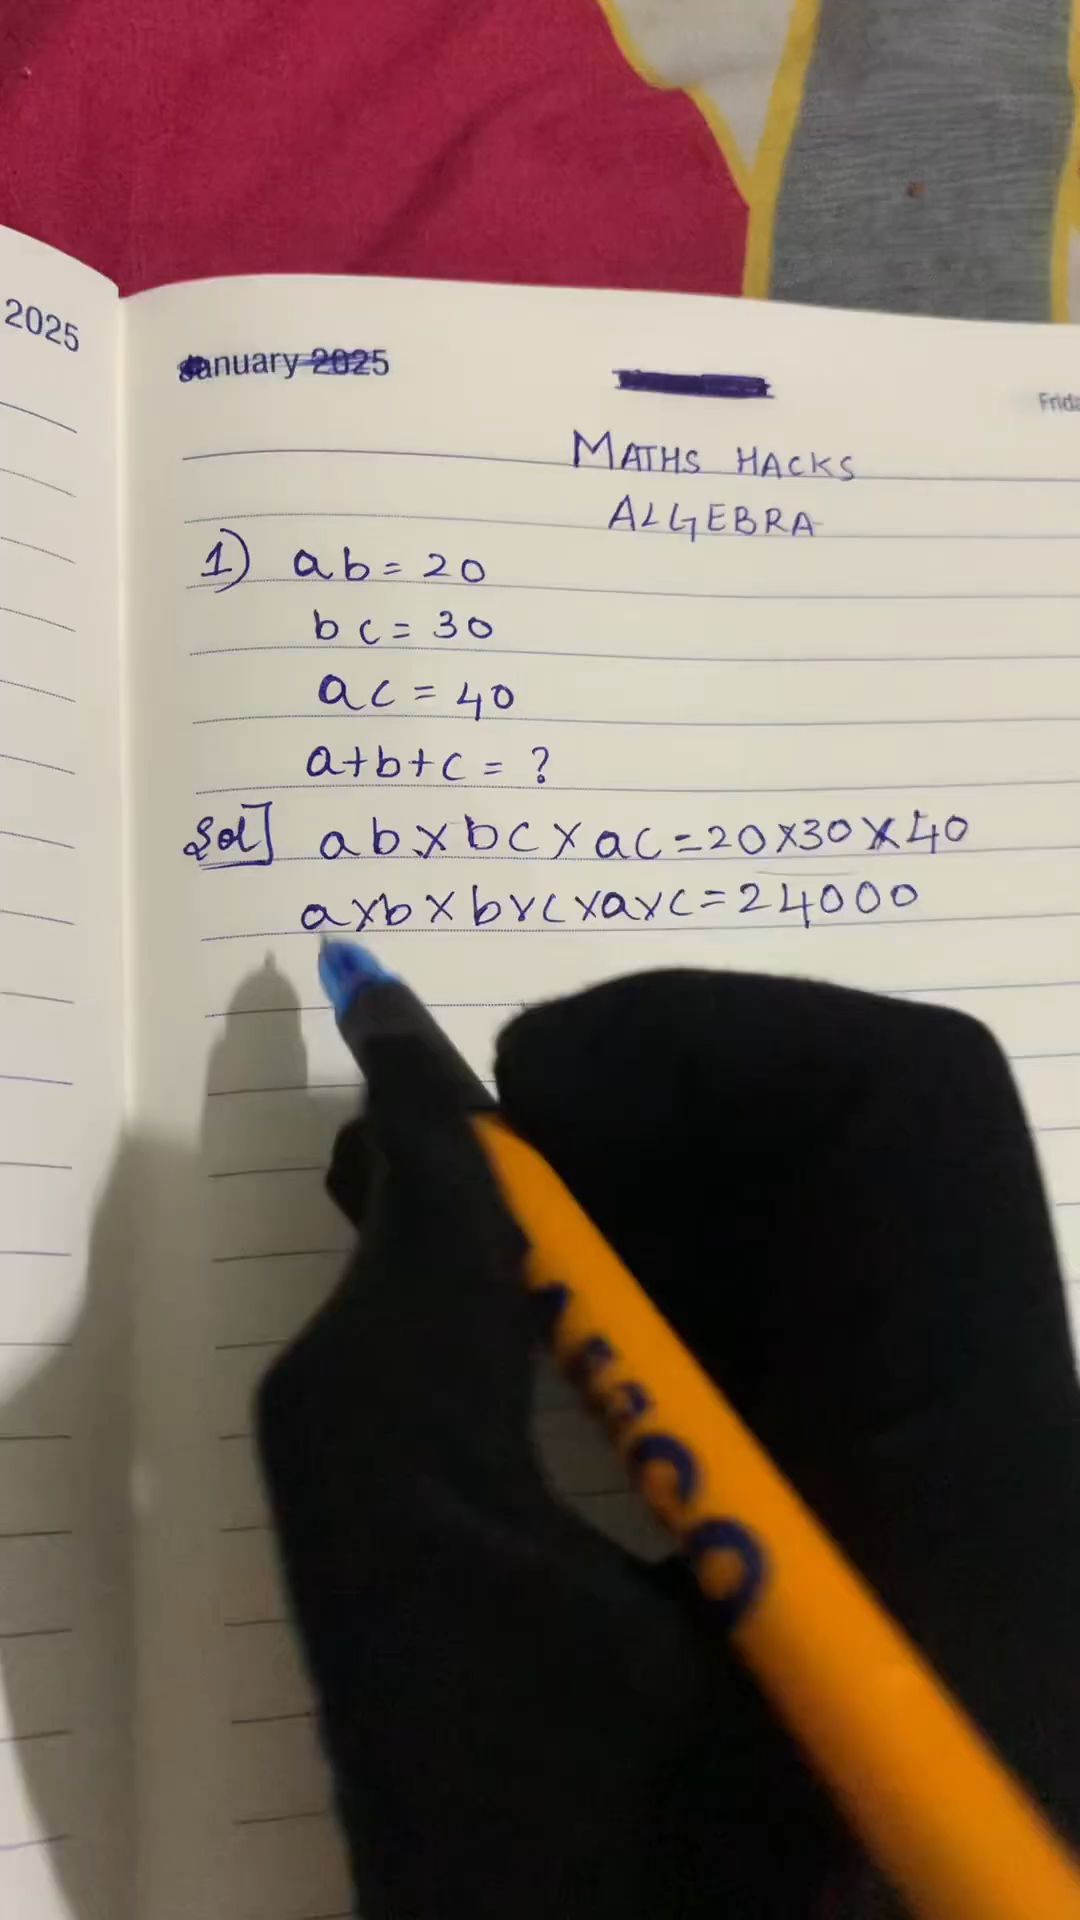 2025
January 2025
Frida
MATHS HACKS
ALGEBRA
1) ab = 20
bc = 30
ac = 40
a+b+c = ?
Sol] ab×bc×ac=20×30×40
a×b×b×c×a×c=24000